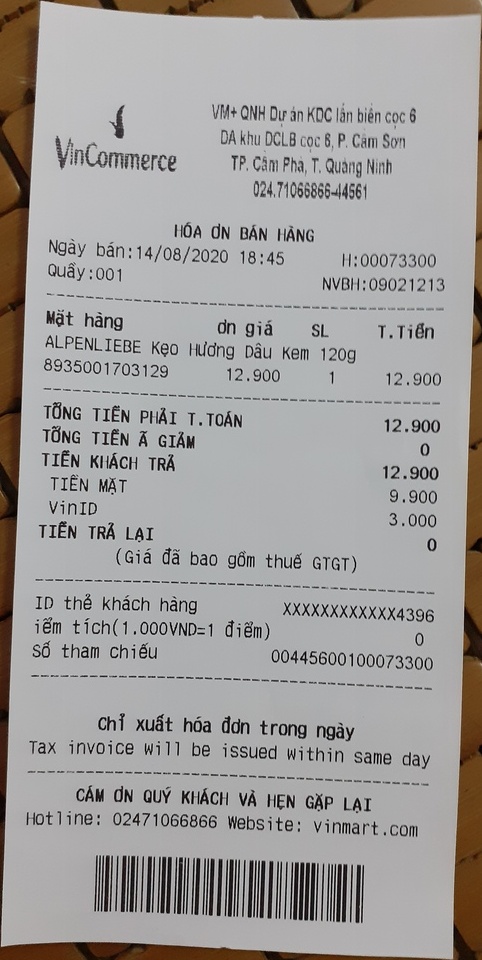 VinCommerce
VM+ QNH Dự án KDC lấn biển cọc 6
DA khu DCLB cọc 6, P. Cẩm Sơn
TP. Cẩm Phả, T. Quảng Ninh
024.71066866-44561
HÓA ƠN BÁN HÀNG
Ngày bán:14/08/2020 18:45 H:00073300
Quầy:001 NVBH:09021213
Mặt hàng ơn giá SL T.Tiền
ALPENLIEBE Kẹo Hương Dâu Kem 120g
8935001703129 12.900 1 12.900
TỔNG TIỀN PHẢI T.TOÁN 12.900
TỔNG TIỀN Ã GIẢM 0
TIỀN KHÁCH TRẢ 12.900
TIỀN MẶT 9.900
VinID 3.000
TIỀN TRẢ LẠI 0
(Giá đã bao gồm thuế GTGT)
ID thẻ khách hàng XXXXXXXXXXXX4396
iểm tích(1.000VND=1 điểm) 0
Số tham chiếu 00445600100073300
Chỉ xuất hóa đơn trong ngày
Tax invoice will be issued within same day
CÁM ƠN QUÝ KHÁCH VÀ HẸN GẶP LẠI
Hotline: 02471066866 Website: vinmart.com